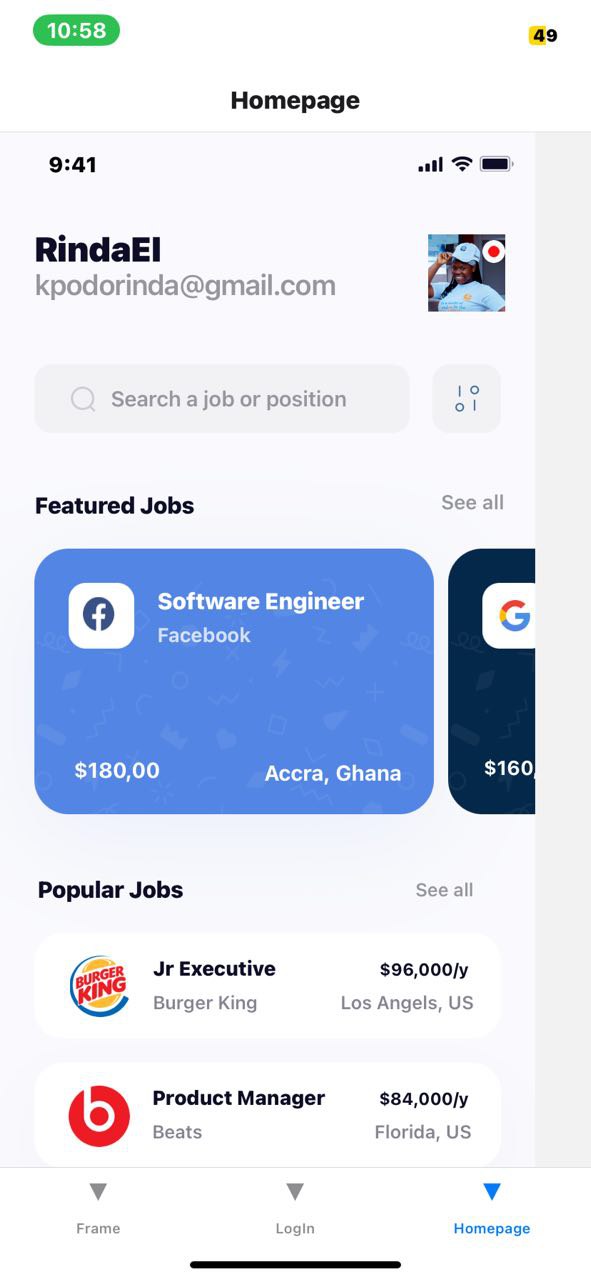 10:58
49
Homepage
9:41
RindaEl
kpodorinda@gmail.com
Search a job or position
Featured Jobs
See all
Software Engineer
Facebook
$180,00
Accra, Ghana
$160,
Popular Jobs
See all
BURGER
KING
Jr Executive
$96,000/y
Burger King
Los Angels, US
Product Manager
$84,000/y
Beats
Florida, US
Frame
LogIn
Homepage